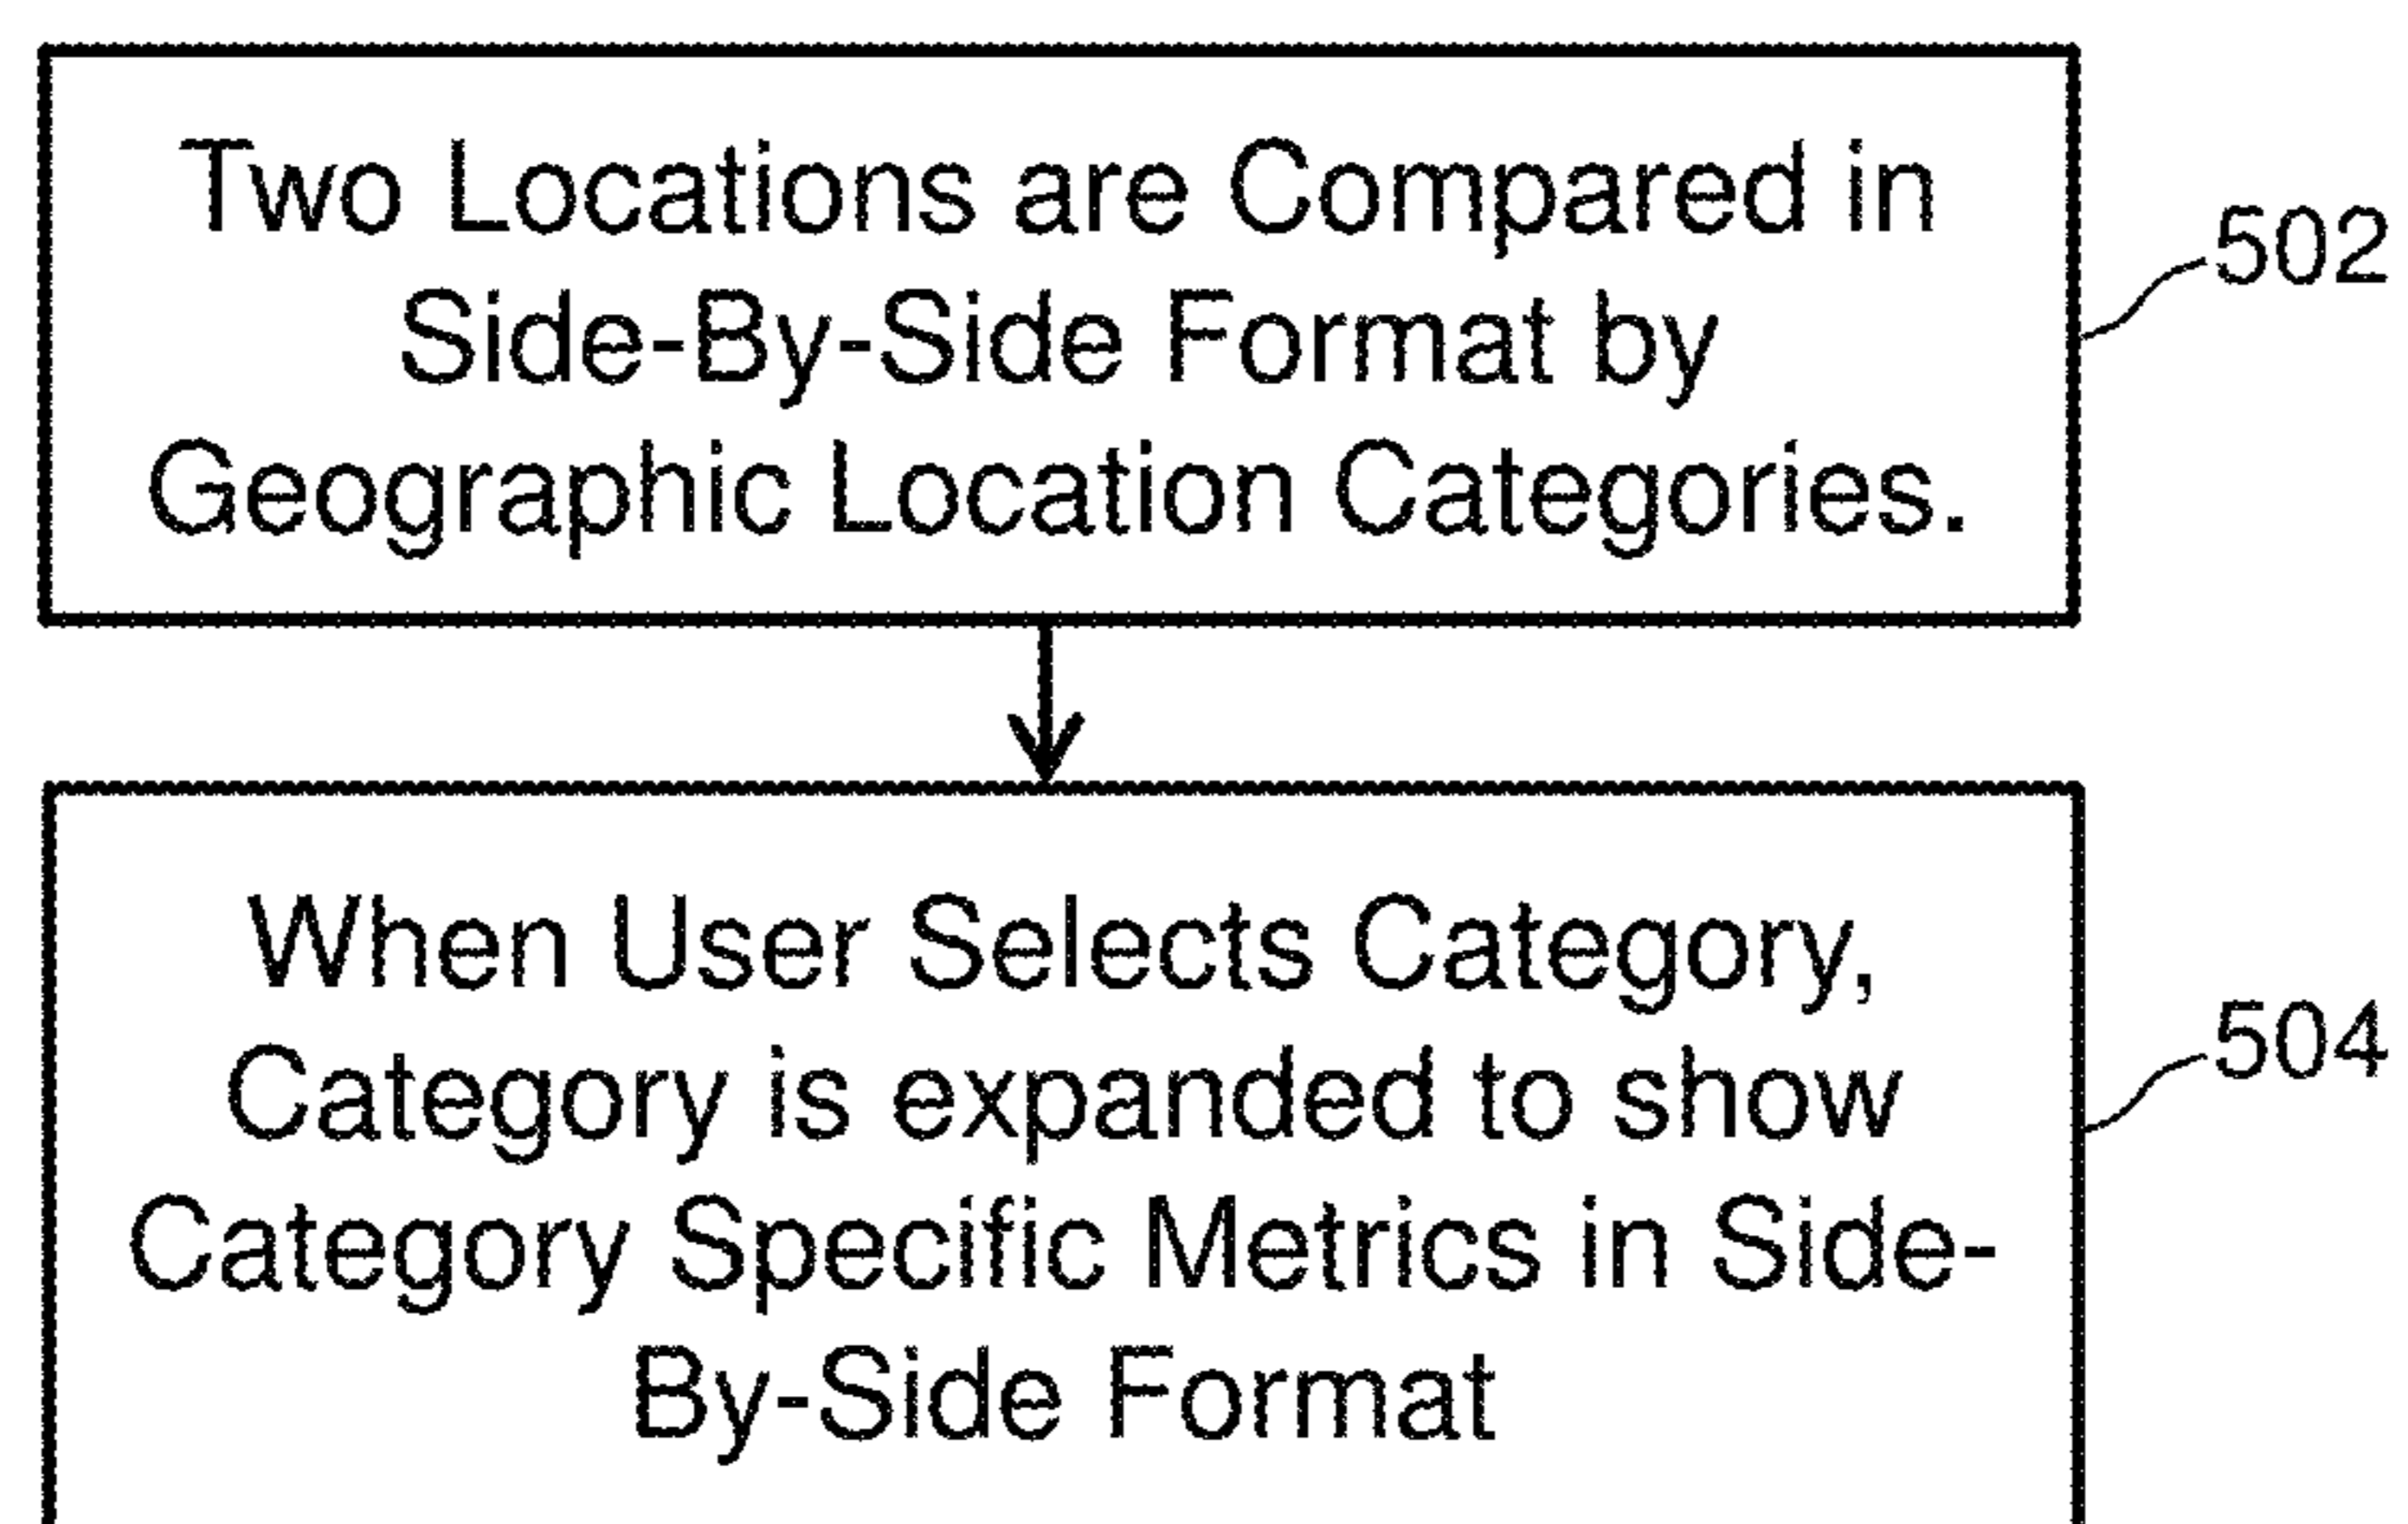 Two Locations are Compared in
Side-By-Side Format by
Geographic Location Categories.
502
When User Selects Category,
Category is expanded to show
Category Specific Metrics in Side-
By-Side Format
504